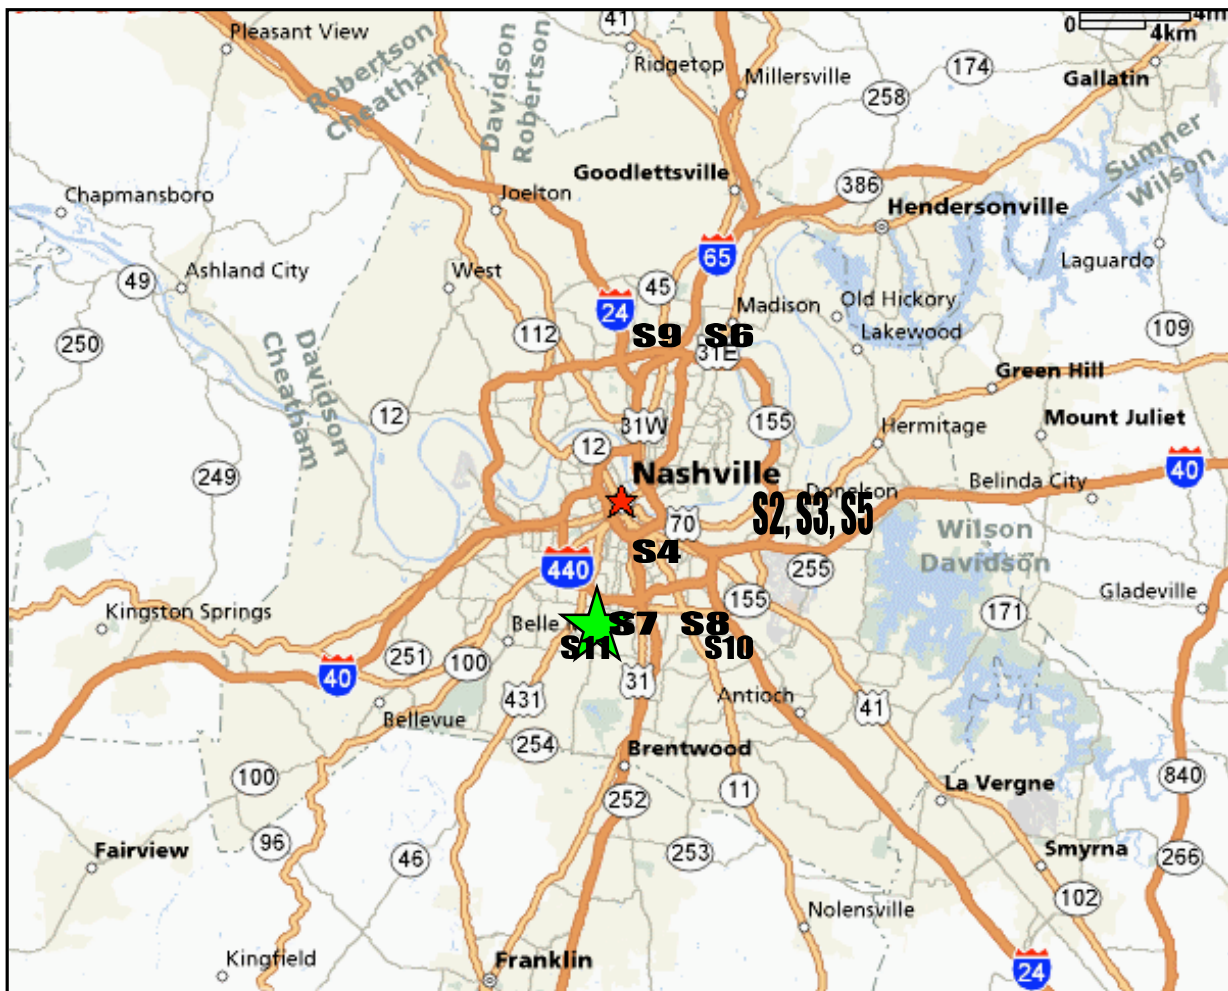 41
0
4m
4km
Pleasant View
Ridgetop
Millersville
174
Gallatin
258
Robertson
Cheatham
Davidson
Robertson
Sumner
Wilson
Goodlettsville
386
Chapmansboro
Joelton
Hendersonville
65
Laguardo
49
Ashland City
West
45
24
Madison
Old Hickory
Lakewood
109
250
112
S9
S6
31E
Davidson
Cheatham
Green Hill
12
31W
155
Hermitage
Mount Juliet
12
249
Nashville
40
Belinda City
Donelson
S2, S3, S5
70
Wilson
Davidson
S4
440
255
155
Gladeville
171
Kingston Springs
Belle
S7
S8
S11
S10
251
100
40
31
431
Antioch
41
Bellevue
254
Brentwood
100
La Vergne
840
252
11
96
46
253
Fairview
Smyrna
266
102
Nolensville
Kingfield
Franklin
24